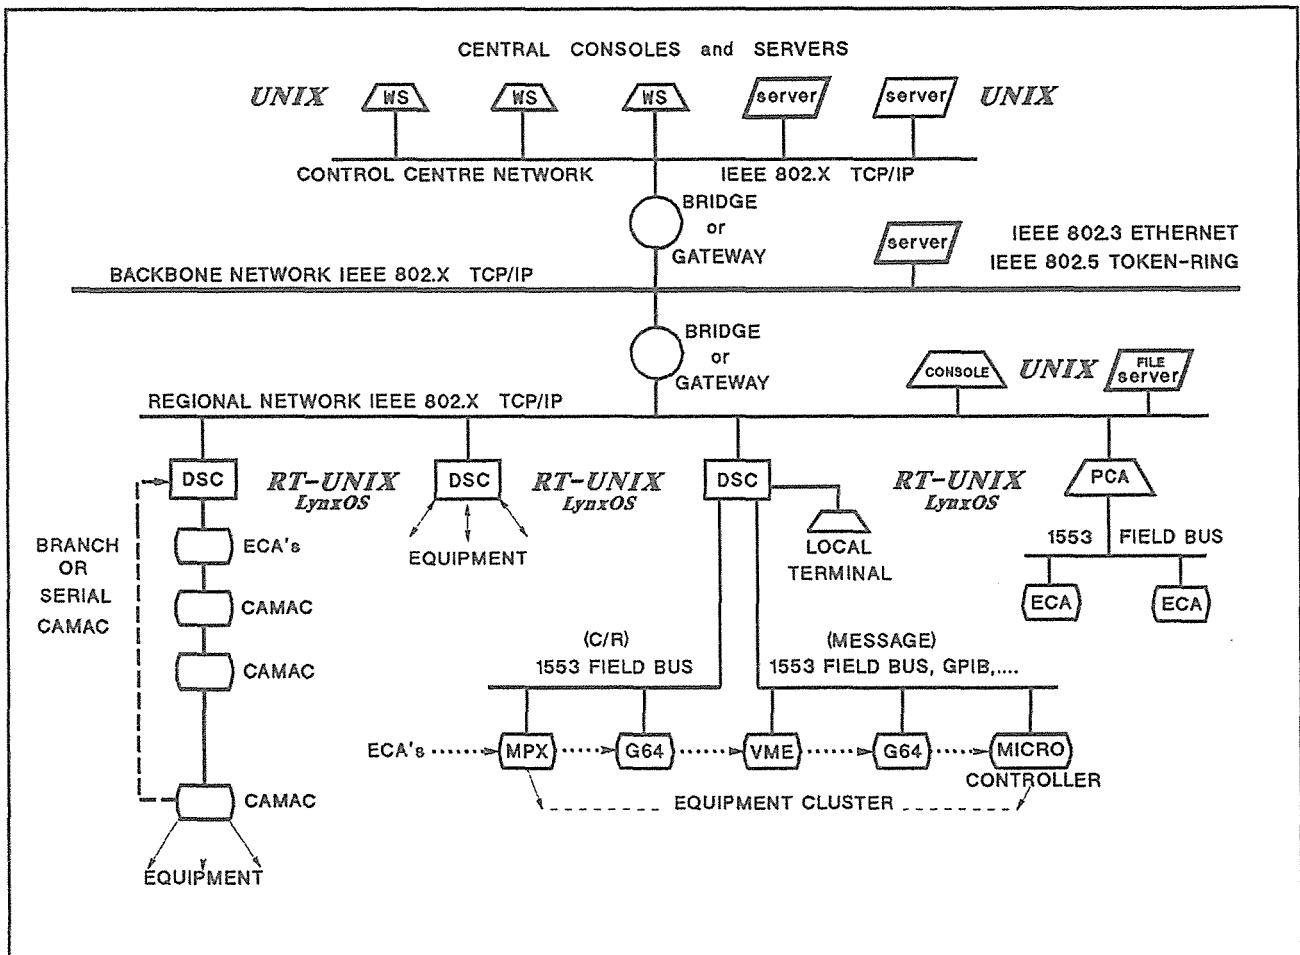 CENTRAL CONSOLES and SERVERS
UNIX WS WS WS server server UNIX
CONTROL CENTRE NETWORK IEEE 802.X TCP/IP
BRIDGE
or
GATEWAY
server
IEEE 802.3 ETHERNET
IEEE 802.5 TOKEN-RING
BACKBONE NETWORK IEEE 802.X TCP/IP
BRIDGE
or
GATEWAY
CONSOLE UNIX FILE
server
REGIONAL NETWORK IEEE 802.X TCP/IP
DSC RT-UNIX DSC RT-UNIX DSC RT-UNIX PCA
LynxOS LynxOS LynxOS
BRANCH
OR
SERIAL
CAMAC
ECA's
CAMAC
CAMAC
CAMAC
EQUIPMENT
EQUIPMENT
LOCAL
TERMINAL
1553 FIELD BUS
ECA ECA
(C/R)
1553 FIELD BUS
(MESSAGE)
1553 FIELD BUS, GPIB,....
ECA's MPX G64 VME G64 MICRO
CONTROLLER
EQUIPMENT CLUSTER